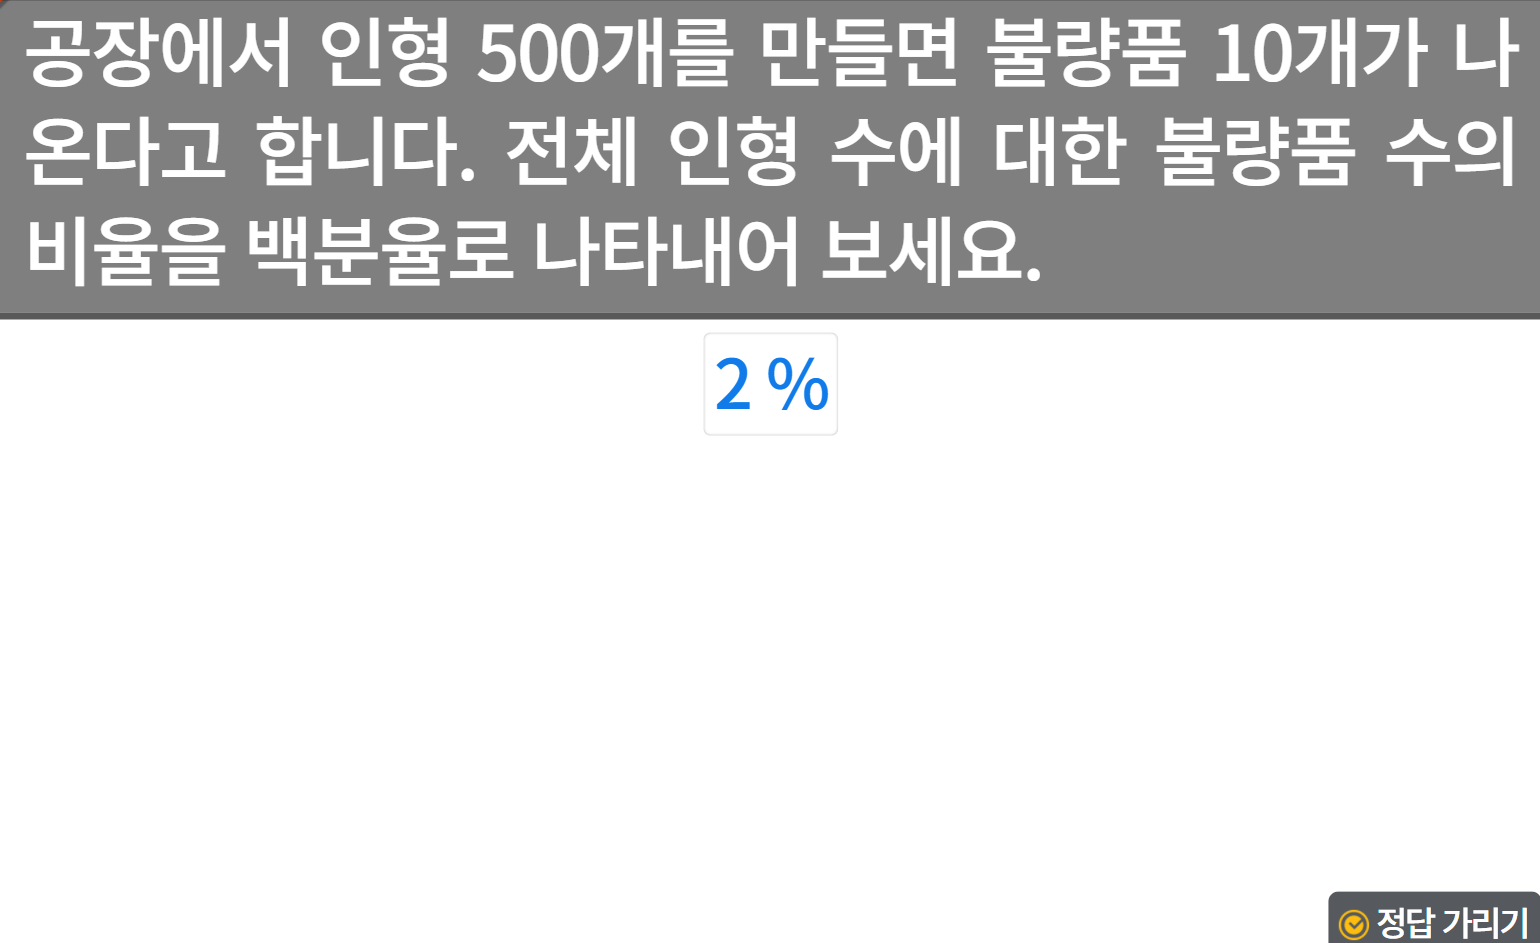 공장에서 인형 500개를 만들면 불량품 10개가 나
온다고 합니다. 전체 인형 수에 대한 불량품 수의
비율을 백분율로 나타내어 보세요.
2 %
정답 가리기